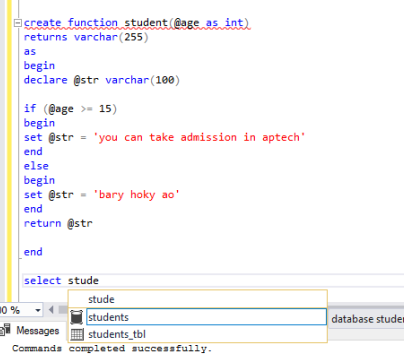 create function student(@age as int)
returns varchar(255)
as
begin
declare @str varchar(100)
if (@age >= 15)
begin
set @str = 'you can take admission in aptech'
end
else
begin
set @str = 'bary hoky ao'
end
return @str
end
select stude
stude
students
students_tbl
00 %
database studen
Messages
Commands completed successfully.